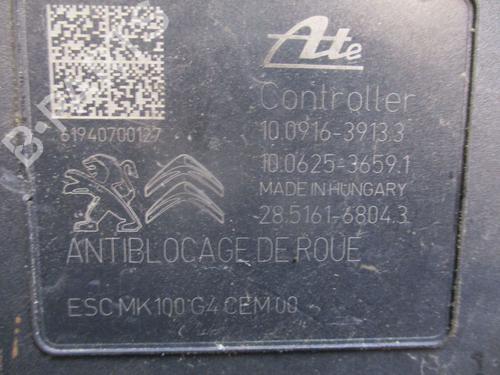 Ate
Controller
61940700127
10.0916-3913.3
10.0625-3659.1
MADE IN HUNGARY
28.5161-6804.3
ANTIBLOCAGE DE ROUE
ESC MK100 G4 CEM 00